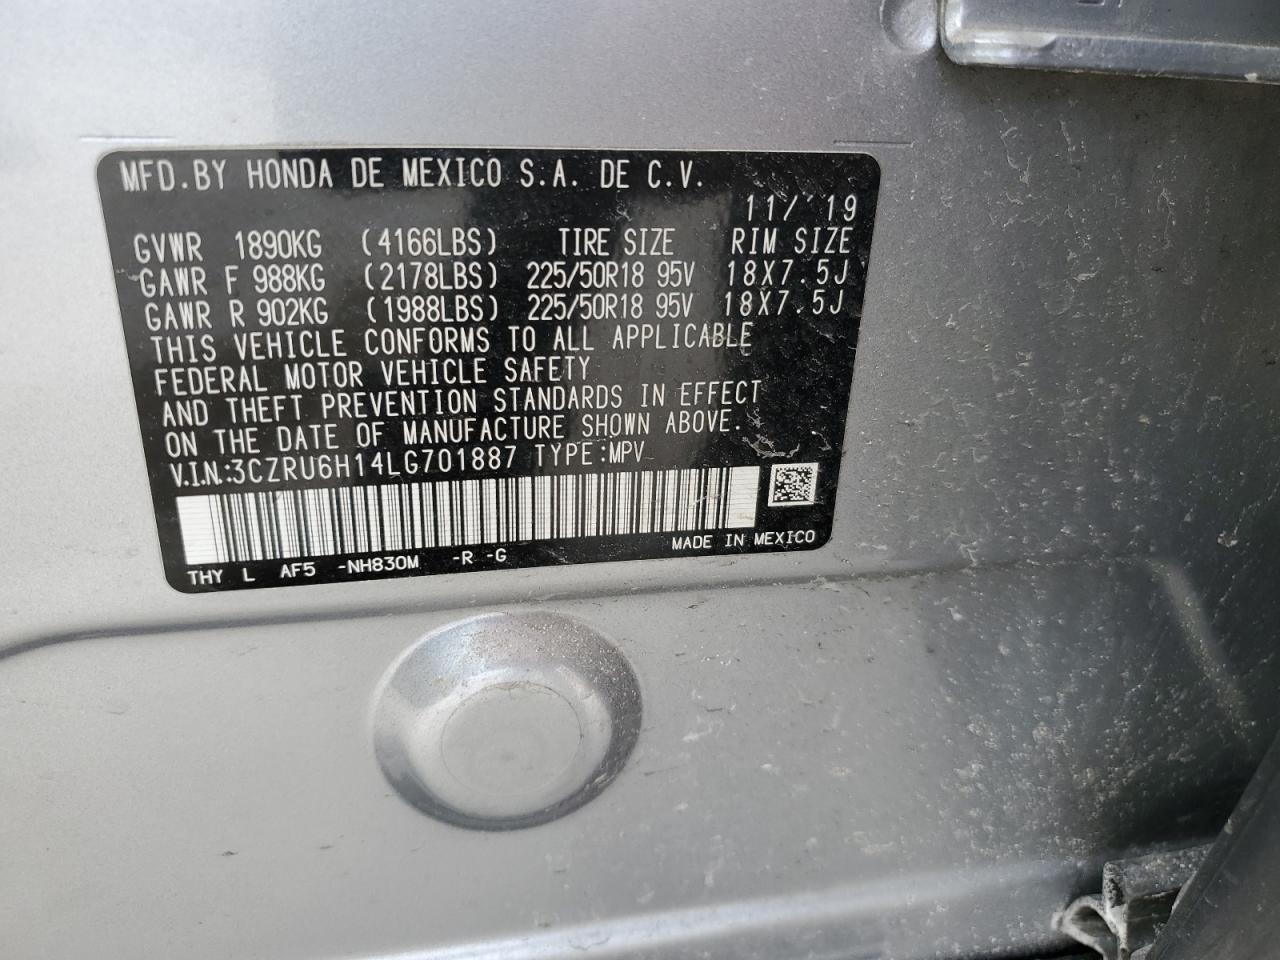 MFD.BY HONDA DE MEXICO S.A. DE C.V.
11/'19
GVWR 1890KG (4166LBS) TIRE SIZE RIM SIZE
GAWR F 988KG (2178LBS) 225/50R18 95V 18X7.5J
GAWR R 902KG (1988LBS) 225/50R18 95V 18X7.5J
THIS VEHICLE CONFORMS TO ALL APPLICABLE
FEDERAL MOTOR VEHICLE SAFETY
AND THEFT PREVENTION STANDARDS IN EFFECT
ON THE DATE OF MANUFACTURE SHOWN ABOVE.
V.I.N.:3CZRU6H14LG701887 TYPE:MPV
THY L AF5 -NH830M -R -G MADE IN MEXICO